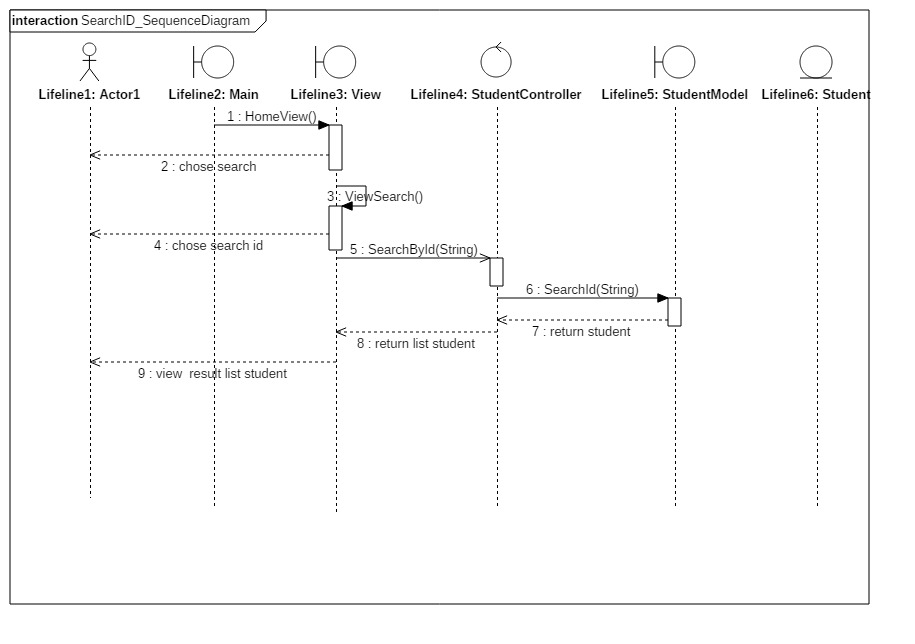 interaction SearchID_SequenceDiagram
Lifeline1: Actor1
Lifeline2: Main
Lifeline3: View
Lifeline4: StudentController
Lifeline5: StudentModel
Lifeline6: Student
1 : HomeView()
2 : chose search
3 : ViewSearch()
4 : chose search id
5 : SearchById(String)
6 : SearchId(String)
7 : return student
8 : return list student
9 : view  result list student